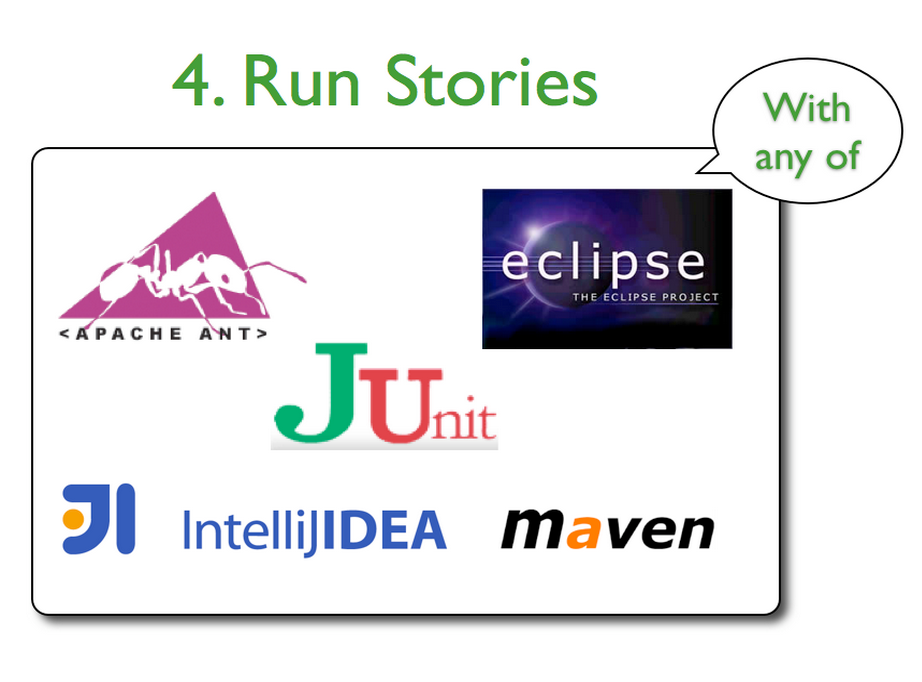 4. Run Stories
With
any of
<APACHE ANT>
eclipse
THE ECLIPSE PROJECT
JUnit
IntelliJIDEA
maven